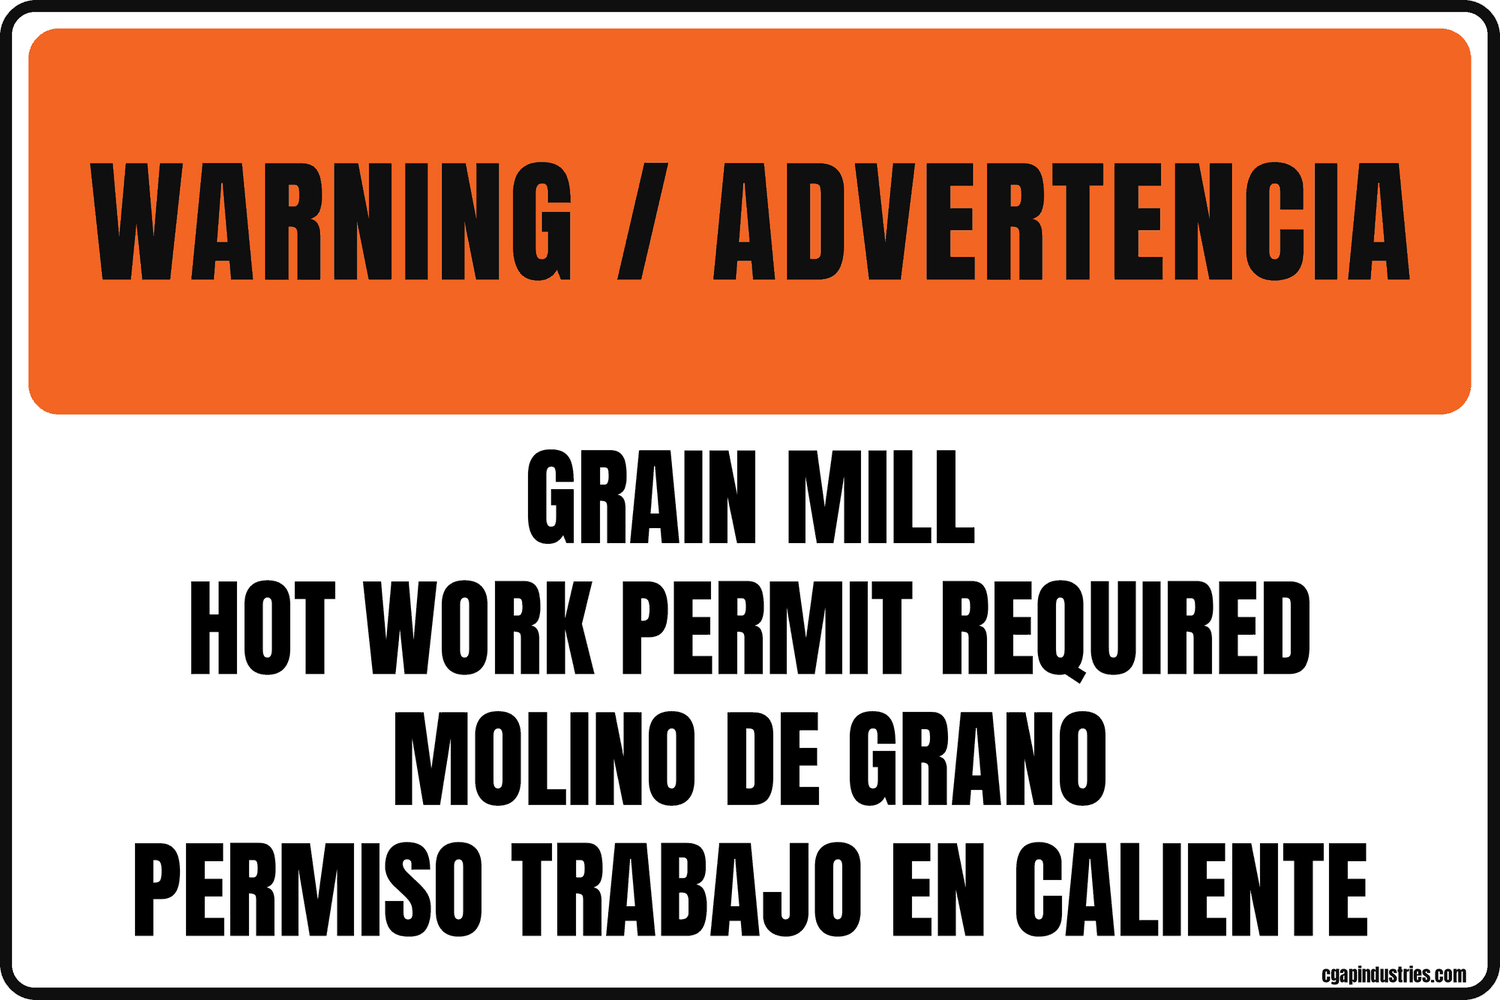 WARNING / ADVERTENCIA
GRAIN MILL
HOT WORK PERMIT REQUIRED
MOLINO DE GRANO
PERMISO TRABAJO EN CALIENTE
cgapindustries.com